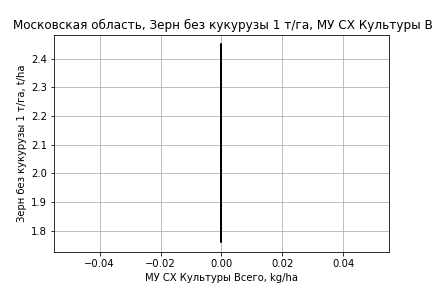 Московская область, Зерн без кукурузы 1 т/га, МУ СХ Культуры В
Зерн без кукурузы 1 т/га, t/ha
2.4
2.3
2.2
2.1
2.0
1.9
1.8
−0.04 −0.02 0.00 0.02 0.04
МУ СХ Культуры Всего, kg/ha